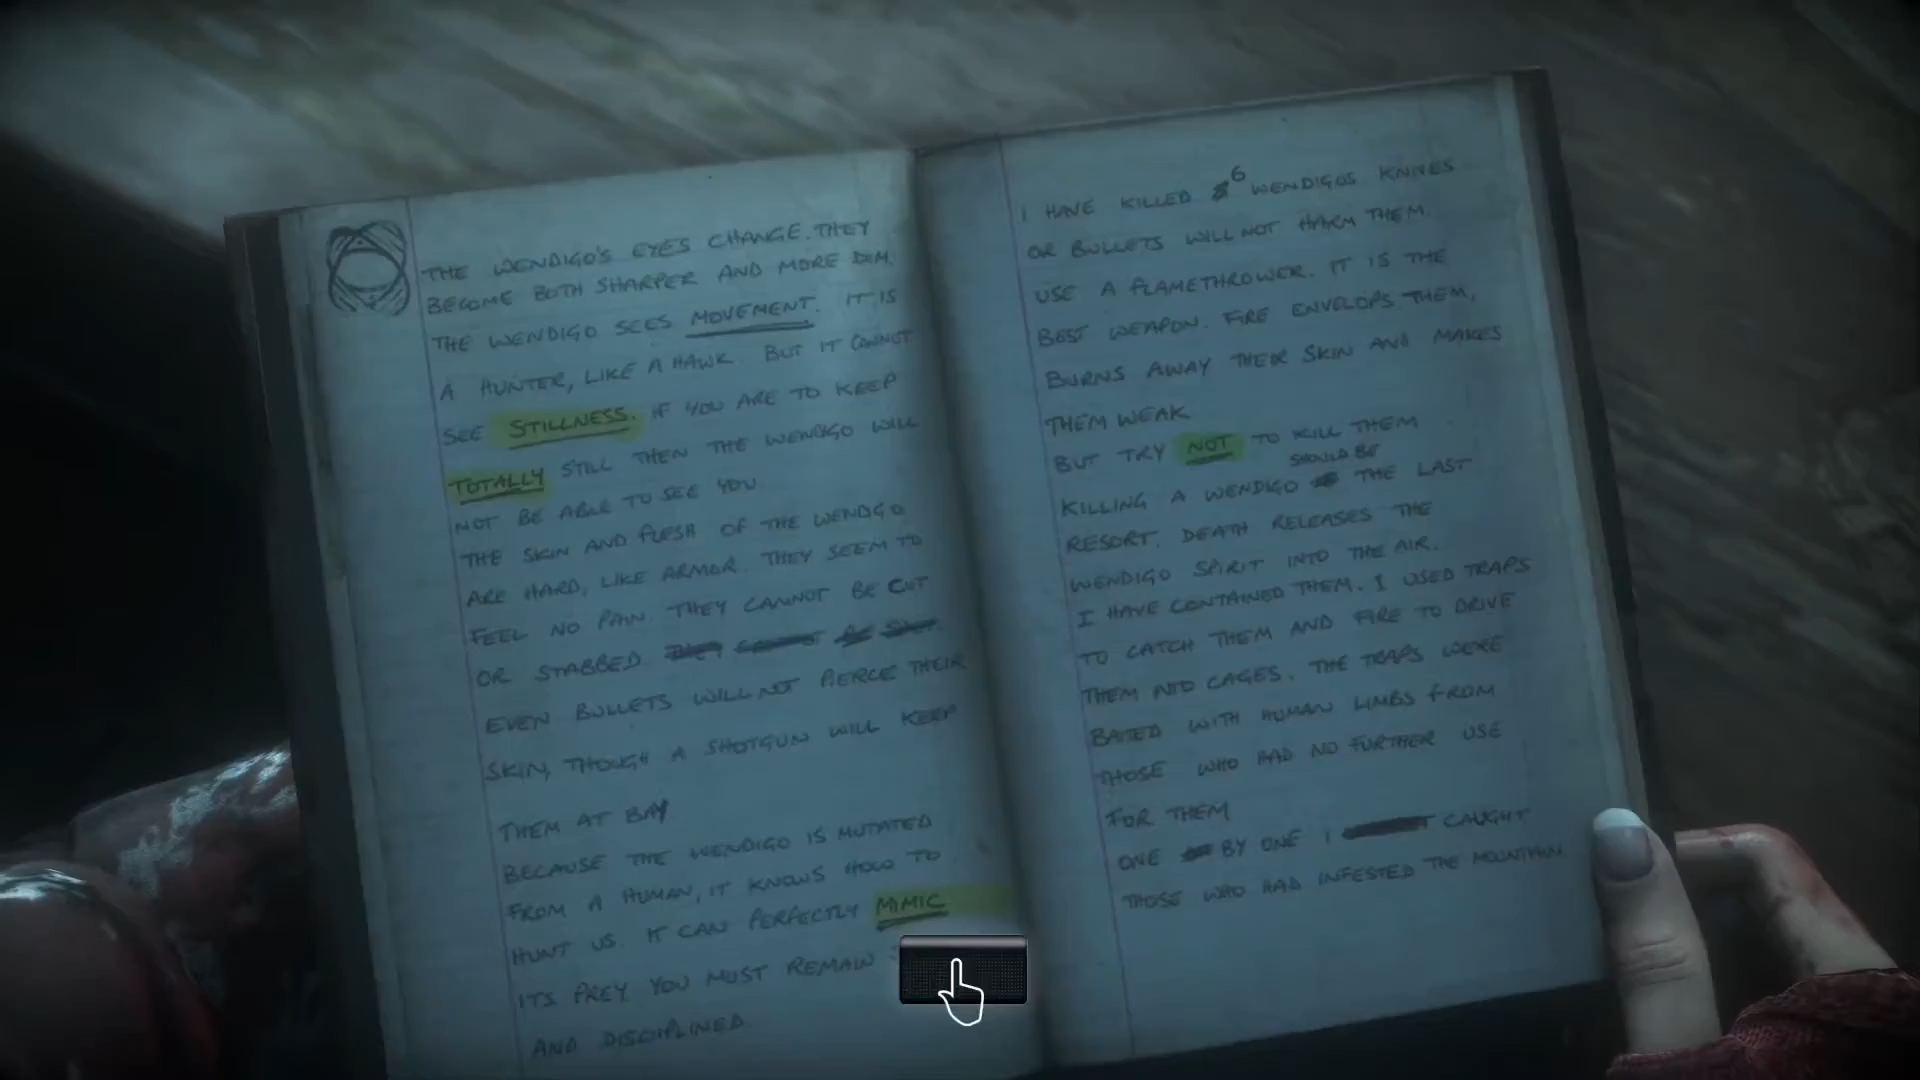 THE WENDIGO'S EYES CHANGE. THEY
BECOME BOTH SHARPER AND MORE DIM.
THE WENDIGO SEES MOVEMENT. IT IS
A HUNTER, LIKE A HAWK. BUT IT CANNOT
SEE STILLNESS. IF YOU ARE TO KEEP
TOTALLY STILL THEN THE WENDIGO WILL
NOT BE ABLE TO SEE YOU
THE SKIN AND FLESH OF THE WENDIGO
ARE HARD, LIKE ARMOR. THEY SEEM TO
FEEL NO PAIN. THEY CANNOT BE CUT
OR STABBED
EVEN BULLETS WILL NOT PIERCE THEIR
SKIN, THOUGH A SHOTGUN WILL KEEP
THEM AT BAY
BECAUSE THE WENDIGO IS MUTATED
FROM A HUMAN, IT KNOWS HOW TO
HUNT US IT CAN PERFECTLY MIMIC
ITS PREY YOU MUST REMAIN
AND DISCIPLINED
I HAVE KILLED 6 WENDIGOS KNIVES
OR BULLETS WILL NOT HARM THEM.
USE A FLAMETHROWER. IT IS THE
BEST WEAPON. FIRE ENVELOPS THEM,
BURNS AWAY THEIR SKIN AND MAKES
THEM WEAK
BUT TRY NOT TO KILL THEM
KILLING A WENDIGO SHOULD BE THE LAST
RESORT. DEATH RELEASES THE
WENDIGO SPIRIT INTO THE AIR.
I HAVE CONTAINED THEM. I USED TRAPS
TO CATCH THEM AND FIRE TO DRIVE
THEM INTO CAGES. THE TRAPS WERE
BAITED WITH HUMAN LIMBS FROM
THOSE WHO HAD NO FURTHER USE
FOR THEM
ONE BY ONE I CAUGHT
THOSE WHO HAD INFESTED THE MOUNTAIN